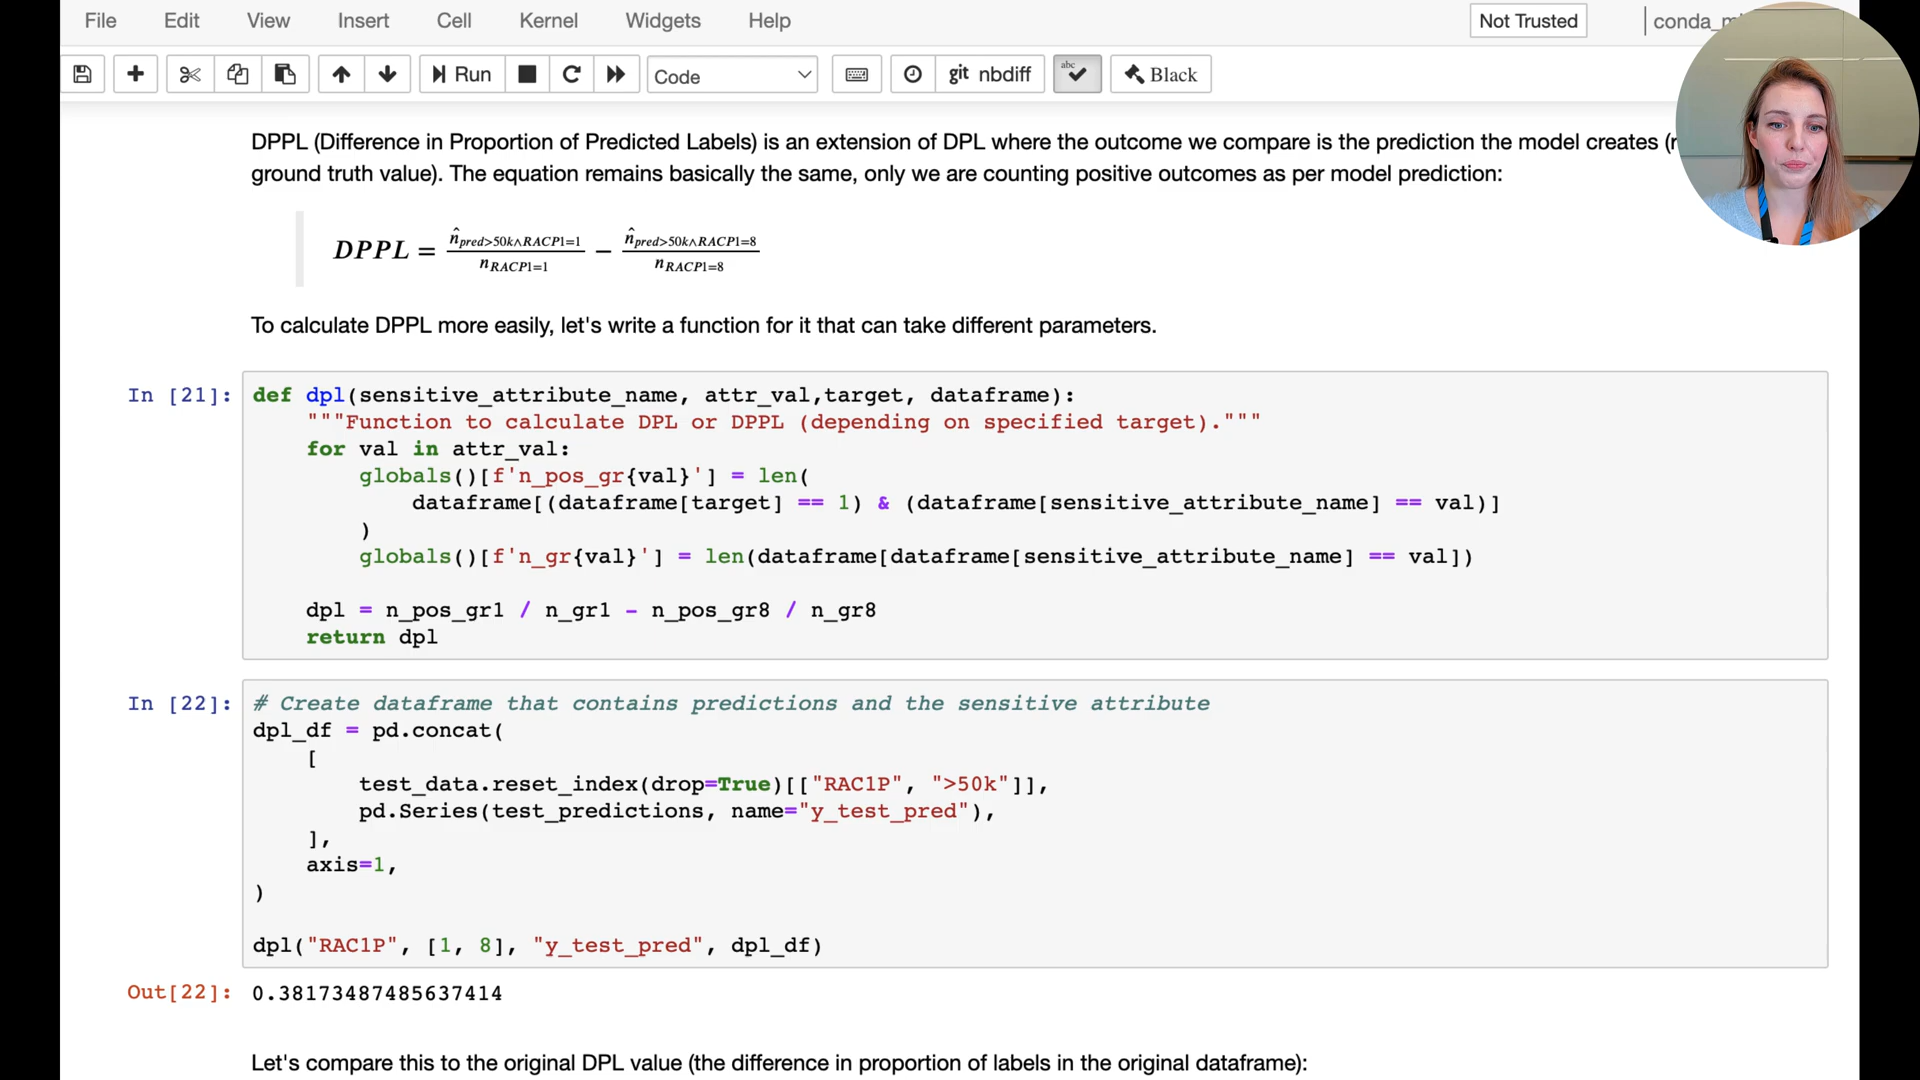 File Edit View Insert Cell Kernel Widgets Help Not Trusted
Run Code git nbdiff abc Black
DPPL (Difference in Proportion of Predicted Labels) is an extension of DPL where the outcome we compare is the prediction the model creates
ground truth value). The equation remains basically the same, only we are counting positive outcomes as per model prediction:
DPPL = n̂pred>50k∧RACP1=1 / nRACP1=1 − n̂pred>50k∧RACP1=8 / nRACP1=8
To calculate DPPL more easily, let's write a function for it that can take different parameters.
In [21]: def dpl(sensitive_attribute_name, attr_val,target, dataframe):
"""Function to calculate DPL or DPPL (depending on specified target)."""
for val in attr_val:
globals()[f'n_pos_gr{val}'] = len(
dataframe[(dataframe[target] == 1) & (dataframe[sensitive_attribute_name] == val)]
)
globals()[f'n_gr{val}'] = len(dataframe[dataframe[sensitive_attribute_name] == val])
dpl = n_pos_gr1 / n_gr1 - n_pos_gr8 / n_gr8
return dpl
In [22]: # Create dataframe that contains predictions and the sensitive attribute
dpl_df = pd.concat(
[
test_data.reset_index(drop=True)[["RAC1P", ">50k"]],
pd.Series(test_predictions, name="y_test_pred"),
],
axis=1,
)
dpl("RAC1P", [1, 8], "y_test_pred", dpl_df)
Out[22]: 0.38173487485637414
Let's compare this to the original DPL value (the difference in proportion of labels in the original dataframe):